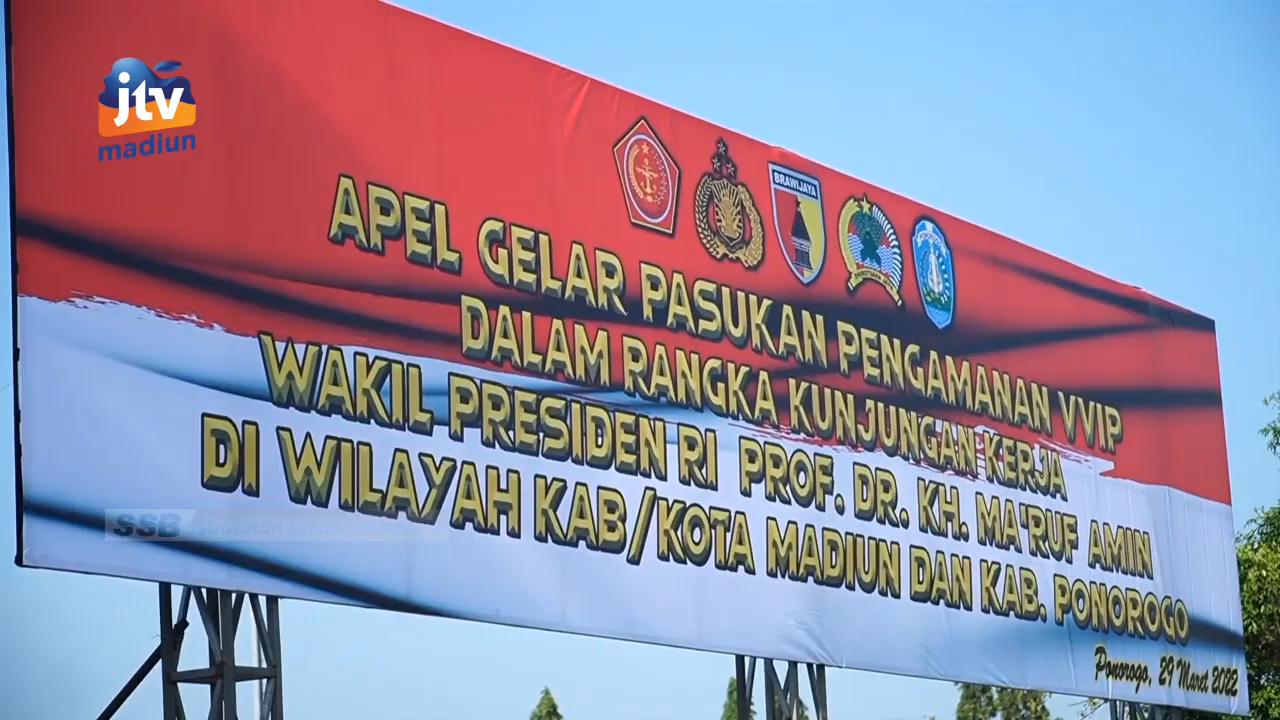 jtv
madiun
BRAWIJAYA
APEL GELAR PASUKAN PENGAMANAN VVIP
DALAM RANGKA KUNJUNGAN KERJA
WAKIL PRESIDEN RI PROF. DR. KH. MA'RUF AMIN
DI WILAYAH KAB/KOTA MADIUN DAN KAB. PONOROGO
SSB
Ponorogo, 29 Maret 2022